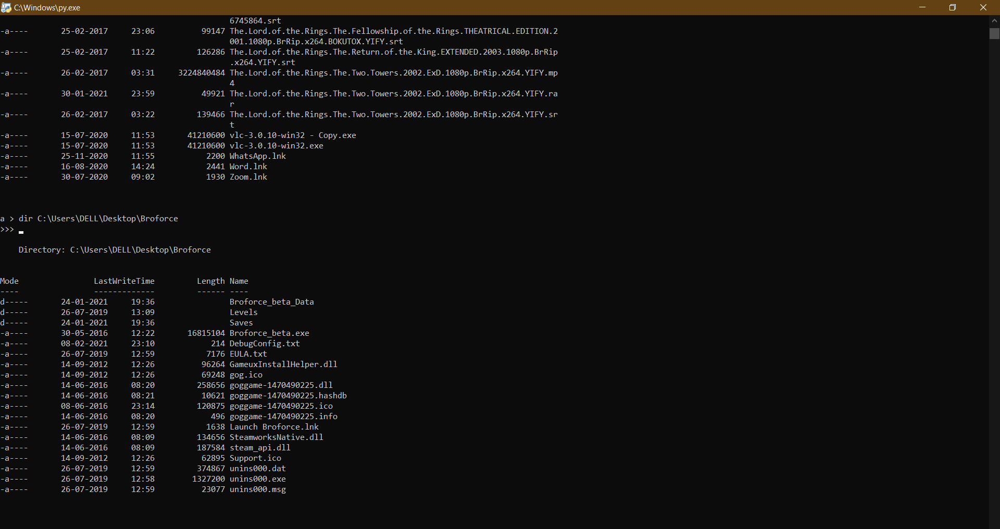 C:\Windows\py.exe
6745864.srt
-a---- 25-02-2017 23:06 99147 The.Lord.of.the.Rings.The.Fellowship.of.the.Rings.THEATRICAL.EDITION.2
001.1080p.BrRip.x264.BOKUTOX.YIFY.srt
-a---- 25-02-2017 11:22 126286 The.Lord.of.the.Rings.The.Return.of.the.King.EXTENDED.2003.1080p.BrRip
.x264.YIFY.srt
-a---- 26-02-2017 03:31 3224840484 The.Lord.of.the.Rings.The.Two.Towers.2002.ExD.1080p.BrRip.x264.YIFY.mp
4
-a---- 30-01-2021 23:59 49921 The.Lord.of.the.Rings.The.Two.Towers.2002.ExD.1080p.BrRip.x264.YIFY.ra
r
-a---- 26-02-2017 03:22 139466 The.Lord.of.the.Rings.The.Two.Towers.2002.ExD.1080p.BrRip.x264.YIFY.sr
t
-a---- 15-07-2020 11:53 41210600 vlc-3.0.10-win32 - Copy.exe
-a---- 15-07-2020 11:53 41210600 vlc-3.0.10-win32.exe
-a---- 25-11-2020 11:55 2200 WhatsApp.lnk
-a---- 16-08-2020 14:24 2441 Word.lnk
-a---- 30-07-2020 09:02 1930 Zoom.lnk
a > dir C:\Users\DELL\Desktop\Broforce
>>>
Directory: C:\Users\DELL\Desktop\Broforce
Mode LastWriteTime Length Name
---- ------------- ------ ----
d----- 24-01-2021 19:36 Broforce_beta_Data
d----- 26-07-2019 13:09 Levels
d----- 24-01-2021 19:36 Saves
-a---- 30-05-2016 12:22 16815104 Broforce_beta.exe
-a---- 08-02-2021 23:10 214 DebugConfig.txt
-a---- 26-07-2019 12:59 7176 EULA.txt
-a---- 14-09-2012 12:26 96264 GameuxInstallHelper.dll
-a---- 14-09-2012 12:26 69248 gog.ico
-a---- 14-06-2016 08:20 258656 goggame-1470490225.dll
-a---- 14-06-2016 08:21 10621 goggame-1470490225.hashdb
-a---- 08-06-2016 23:14 120875 goggame-1470490225.ico
-a---- 14-06-2016 08:20 496 goggame-1470490225.info
-a---- 26-07-2019 12:59 1638 Launch Broforce.lnk
-a---- 14-06-2016 08:09 134656 SteamworksNative.dll
-a---- 14-06-2016 08:09 187584 steam_api.dll
-a---- 14-09-2012 12:26 62895 Support.ico
-a---- 26-07-2019 12:59 374867 unins000.dat
-a---- 26-07-2019 12:58 1327200 unins000.exe
-a---- 26-07-2019 12:59 23077 unins000.msg